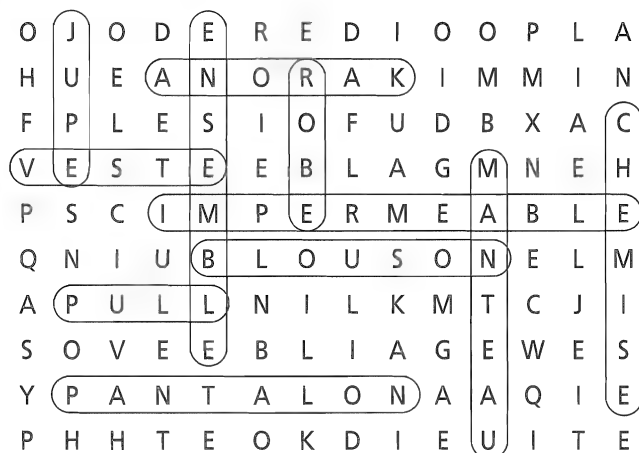 O J O D E R E D I O O P L A
H U E A N O R A K I M M I N
F P L E S I O F U D B X A C
V E S T E E B L A G M N E H
P S C I M P E R M E A B L E
Q N I U B L O U S O N E L M
A P U L L N I L K M T C J I
S O V E E B L I A G E W E S
Y P A N T A L O N A A Q I E
P H H T E O K D I E U I T E